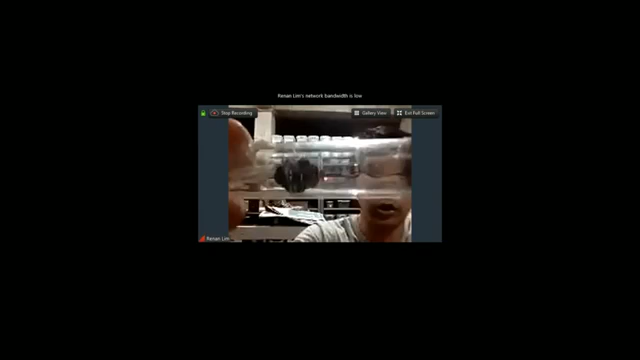 Renan Lim's network bandwidth is low
Stop Recording
Gallery View
Exit Full Screen
Renan Lim